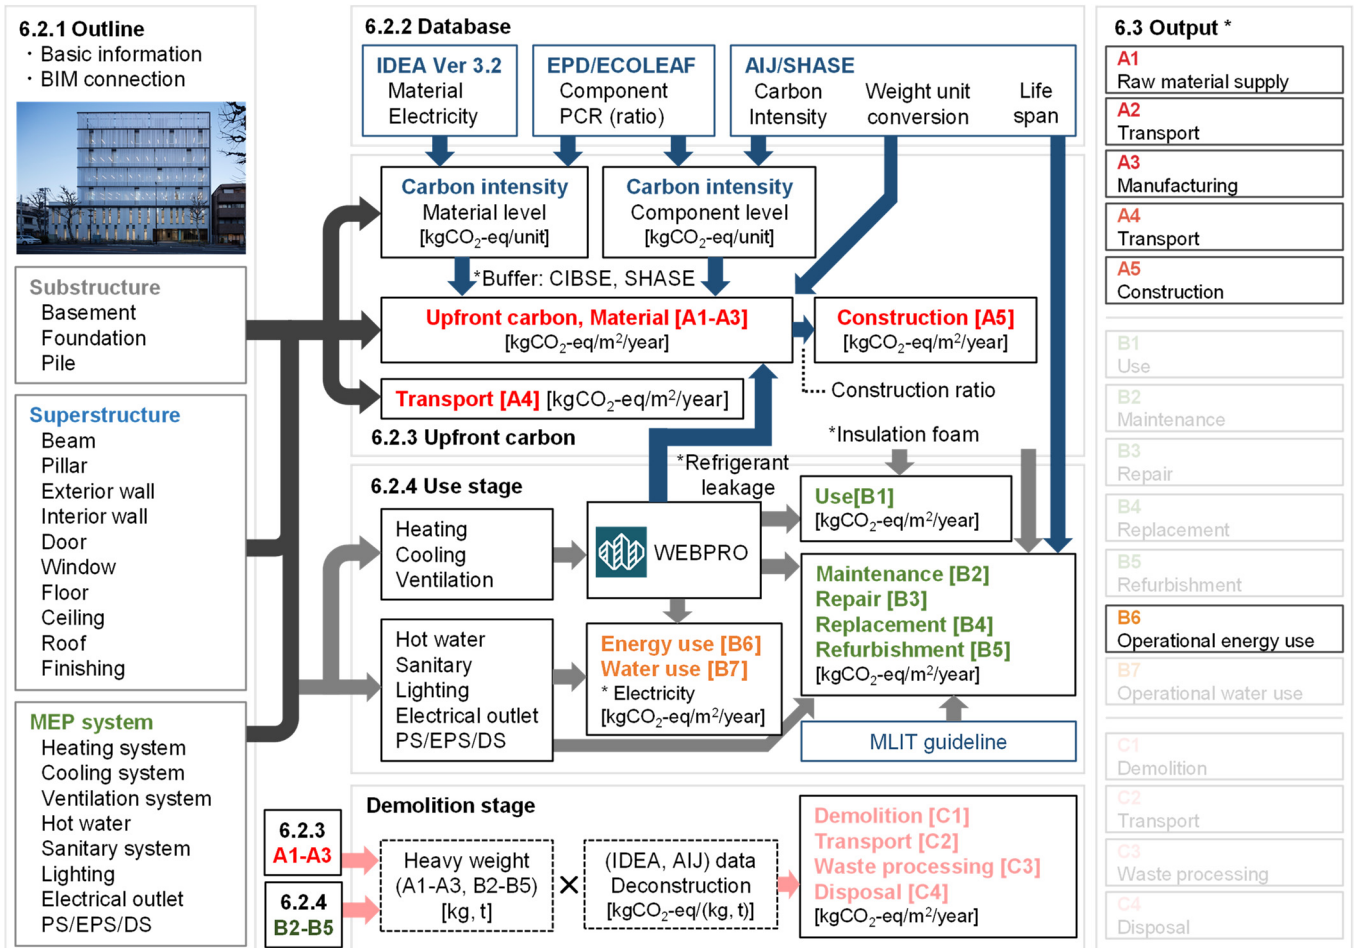 6.2.1 Outline
・ Basic information
・ BIM connection
Substructure
Basement
Foundation
Pile
Superstructure
Beam
Pillar
Exterior wall
Interior wall
Door
Window
Floor
Ceiling
Roof
Finishing
MEP system
Heating system
Cooling system
Ventilation system
Hot water
Sanitary system
Lighting
Electrical outlet
PS/EPS/DS
6.2.2 Database
IDEA Ver 3.2
Material
Electricity
EPD/ECOLEAF
Component
PCR (ratio)
AIJ/SHASE
Carbon
Intensity
Weight unit
conversion
Life
span
Carbon intensity
Material level
[kgCO₂-eq/unit]
Carbon intensity
Component level
[kgCO₂-eq/unit]
*Buffer: CIBSE, SHASE
Upfront carbon, Material [A1-A3]
[kgCO₂-eq/m²/year]
Construction [A5]
[kgCO₂-eq/m²/year]
Construction ratio
Transport [A4] [kgCO₂-eq/m²/year]
6.2.3 Upfront carbon
*Insulation foam
*Refrigerant
leakage
6.2.4 Use stage
Heating
Cooling
Ventilation
WEBPRO
Use[B1]
[kgCO₂-eq/m²/year]
Hot water
Sanitary
Lighting
Electrical outlet
PS/EPS/DS
Energy use [B6]
Water use [B7]
* Electricity
[kgCO₂-eq/m²/year]
Maintenance [B2]
Repair [B3]
Replacement [B4]
Refurbishment [B5]
[kgCO₂-eq/m²/year]
MLIT guideline
Demolition stage
6.2.3
A1-A3
6.2.4
B2-B5
Heavy weight
(A1-A3, B2-B5)
[kg, t]
×
(IDEA, AIJ) data
Deconstruction
[kgCO₂-eq/(kg, t)]
Demolition [C1]
Transport [C2]
Waste processing [C3]
Disposal [C4]
[kgCO₂-eq/m²/year]
6.3 Output *
A1
Raw material supply
A2
Transport
A3
Manufacturing
A4
Transport
A5
Construction
B1
Use
B2
Maintenance
B3
Repair
B4
Replacement
B5
Refurbishment
B6
Operational energy use
B7
Operational water use
C1
Demolition
C2
Transport
C3
Waste processing
C4
Disposal